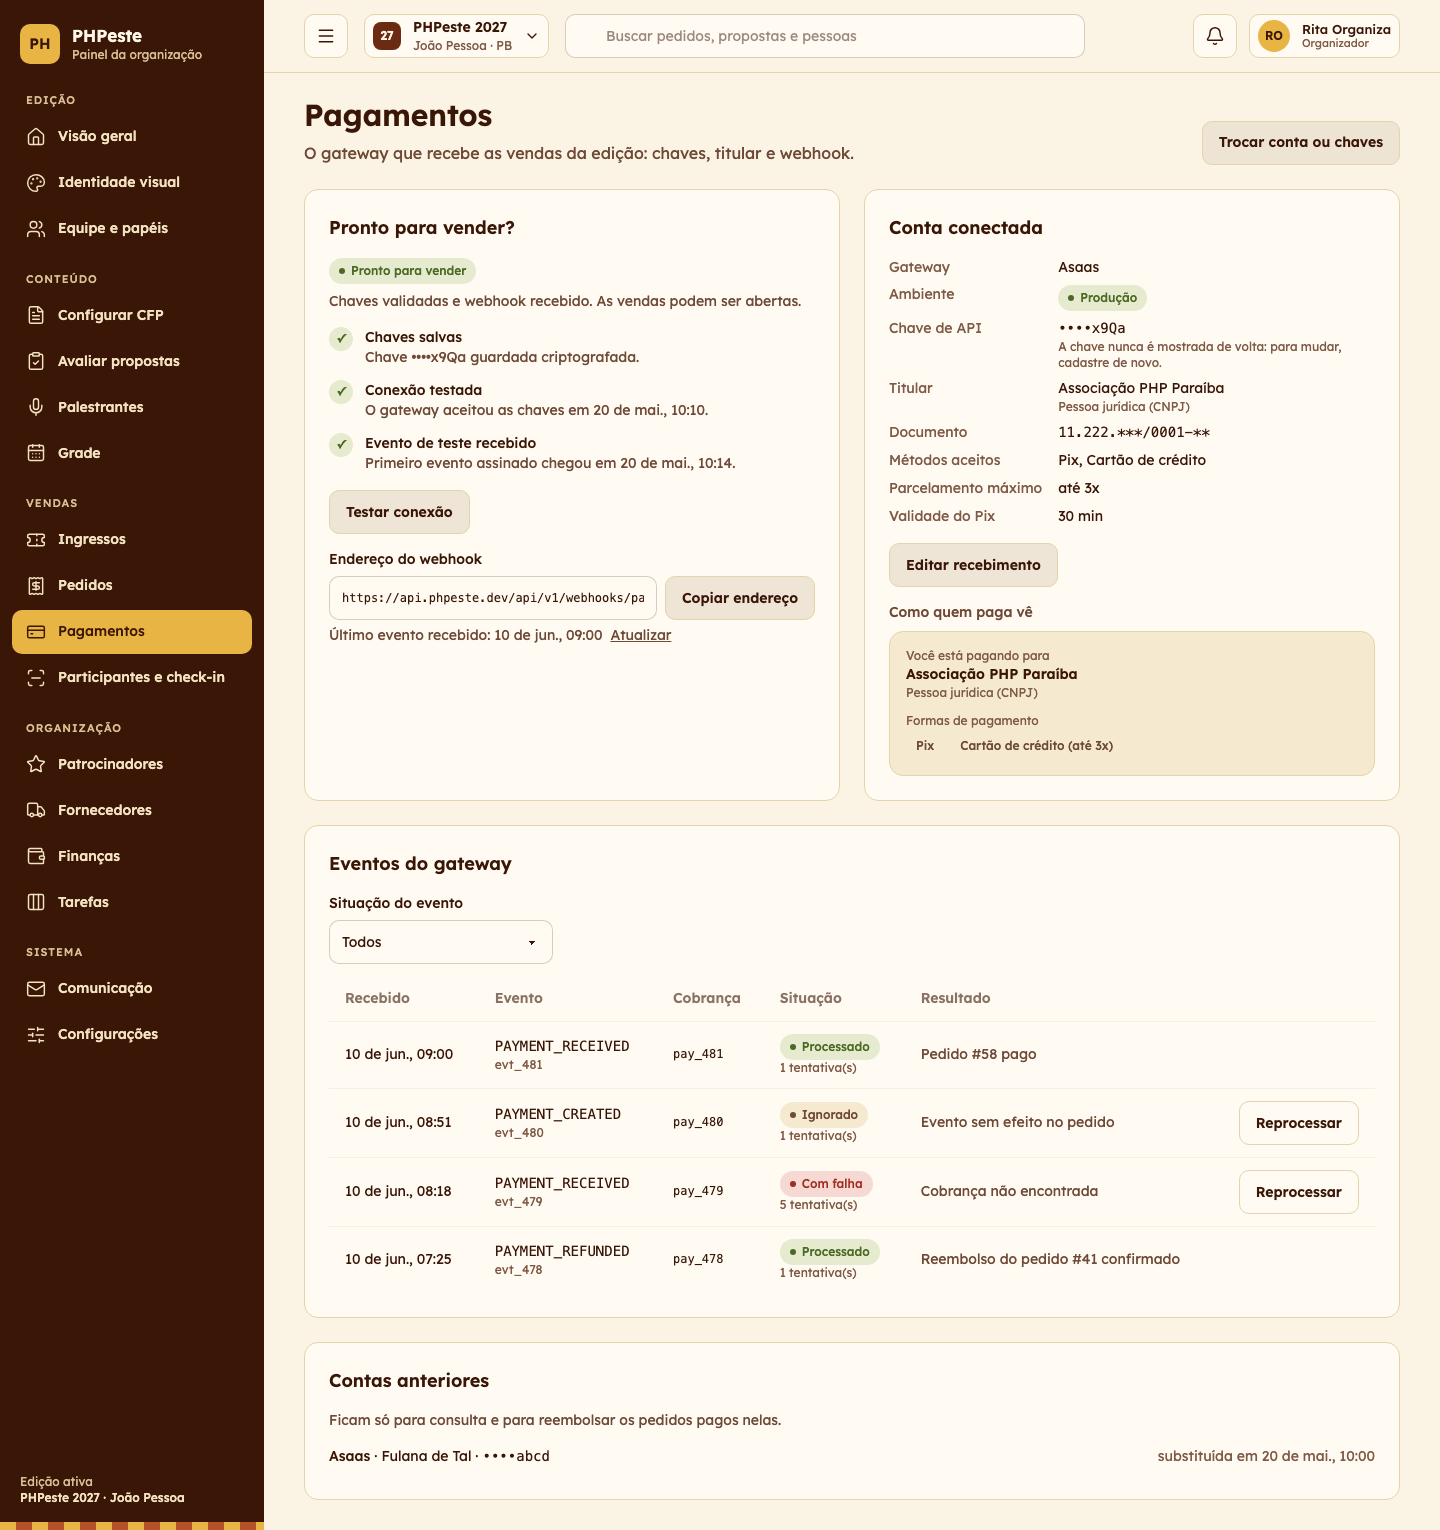 PH
PHPeste
Painel da organização
EDIÇÃO
Visão geral
Identidade visual
Equipe e papéis
CONTEÚDO
Configurar CFP
Avaliar propostas
Palestrantes
Grade
VENDAS
Ingressos
Pedidos
Pagamentos
Participantes e check-in
ORGANIZAÇÃO
Patrocinadores
Fornecedores
Finanças
Tarefas
SISTEMA
Comunicação
Configurações
Edição ativa
PHPeste 2027 · João Pessoa
27
PHPeste 2027
João Pessoa · PB
Buscar pedidos, propostas e pessoas
RO
Rita Organiza
Organizador
Pagamentos
O gateway que recebe as vendas da edição: chaves, titular e webhook.
Trocar conta ou chaves
Pronto para vender?
Pronto para vender
Chaves validadas e webhook recebido. As vendas podem ser abertas.
✓ Chaves salvas
Chave ••••x9Qa guardada criptografada.
✓ Conexão testada
O gateway aceitou as chaves em 20 de mai., 10:10.
✓ Evento de teste recebido
Primeiro evento assinado chegou em 20 de mai., 10:14.
Testar conexão
Endereço do webhook
https://api.phpeste.dev/api/v1/webhooks/pa
Copiar endereço
Último evento recebido: 10 de jun., 09:00 Atualizar
Conta conectada
Gateway Asaas
Ambiente Produção
Chave de API ••••x9Qa
A chave nunca é mostrada de volta: para mudar,
cadastre de novo.
Titular Associação PHP Paraíba
Pessoa jurídica (CNPJ)
Documento 11.222.***/0001-**
Métodos aceitos Pix, Cartão de crédito
Parcelamento máximo até 3x
Validade do Pix 30 min
Editar recebimento
Como quem paga vê
Você está pagando para
Associação PHP Paraíba
Pessoa jurídica (CNPJ)
Formas de pagamento
Pix Cartão de crédito (até 3x)
Eventos do gateway
Situação do evento
Todos
Recebido Evento Cobrança Situação Resultado
10 de jun., 09:00 PAYMENT_RECEIVED pay_481 Processado Pedido #58 pago
evt_481 1 tentativa(s)
10 de jun., 08:51 PAYMENT_CREATED pay_480 Ignorado Evento sem efeito no pedido Reprocessar
evt_480 1 tentativa(s)
10 de jun., 08:18 PAYMENT_RECEIVED pay_479 Com falha Cobrança não encontrada Reprocessar
evt_479 5 tentativa(s)
10 de jun., 07:25 PAYMENT_REFUNDED pay_478 Processado Reembolso do pedido #41 confirmado
evt_478 1 tentativa(s)
Contas anteriores
Ficam só para consulta e para reembolsar os pedidos pagos nelas.
Asaas · Fulana de Tal · ••••abcd substituída em 20 de mai., 10:00